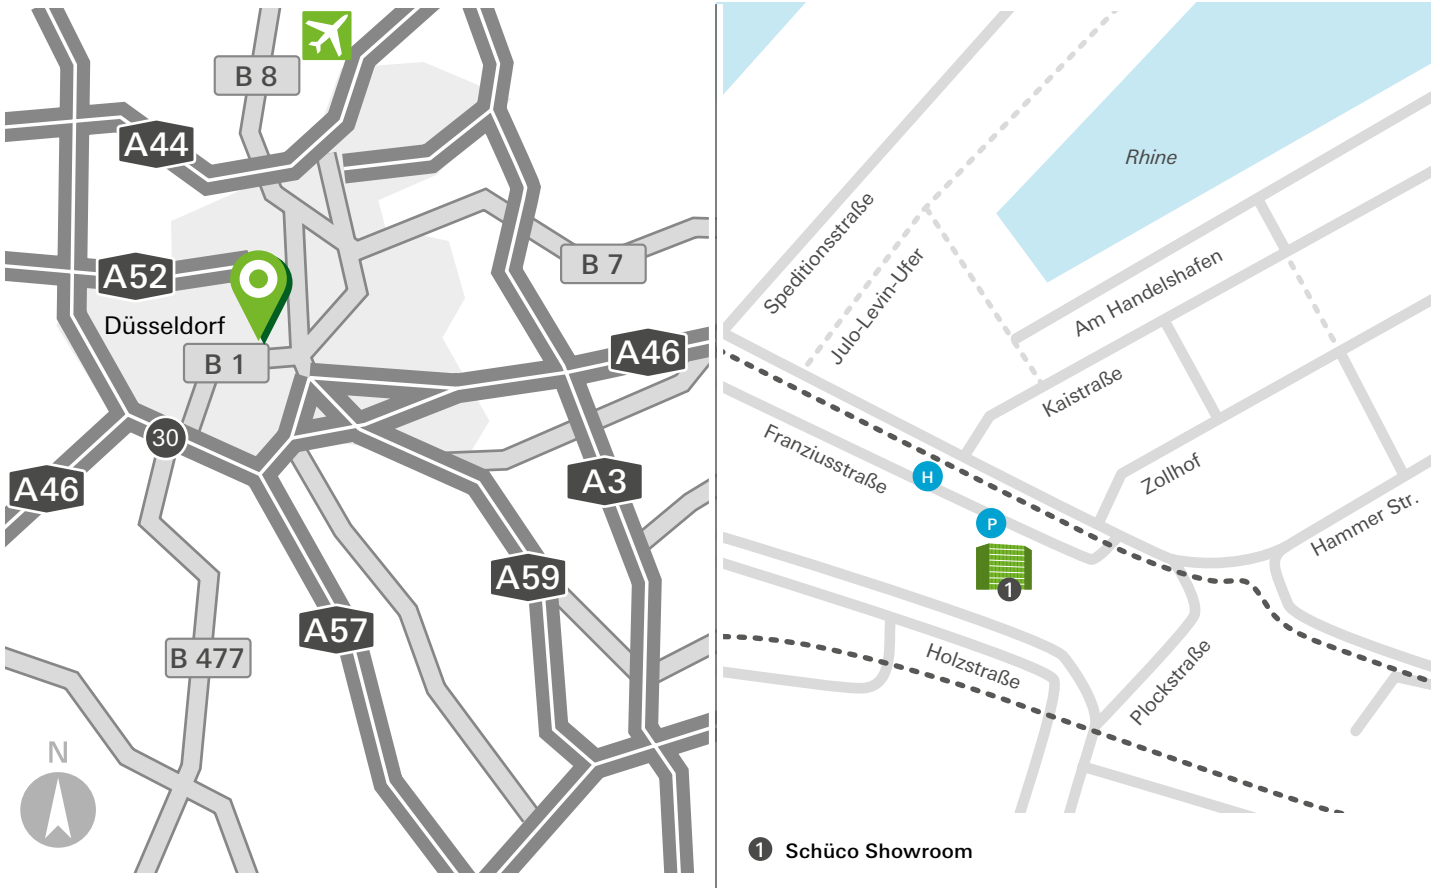 B 8
A44
A52
B 7
Düsseldorf
B 1
A46
30
A46
A3
A59
A57
B 477
N
Rhine
Speditionsstraße
Julo-Levin-Ufer
Am Handelshafen
Kaistraße
Franziusstraße
H
Zollhof
P
Hammer Str.
1
Holzstraße
Plockstraße
1 Schüco Showroom